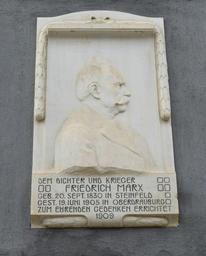 DEM DICHTER UND KRIEGER
FRIEDRICH MARX
GEB. 20. SEPT. 1830 IN STEINFELD
GEST. 19. JUNI 1905 IN OBERDRAUBURG
ZUM EHRENDEN GEDENKEN ERRICHTET
1909